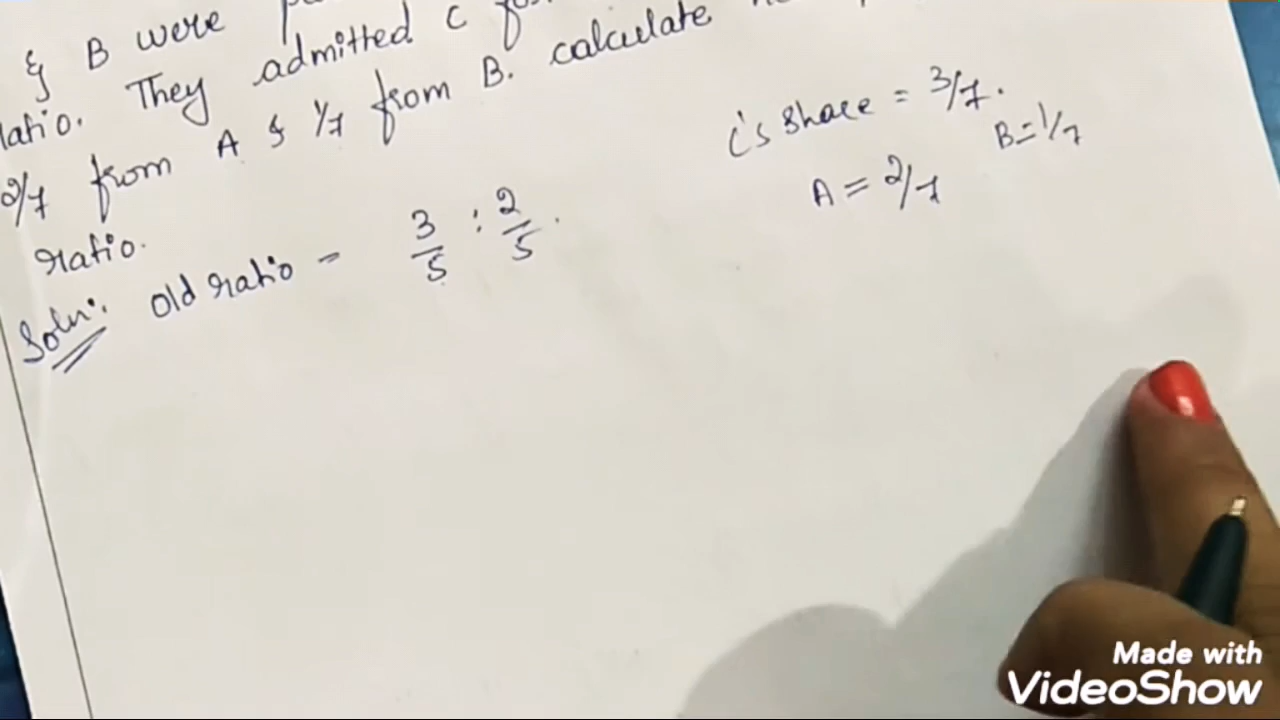 & B were
ratio. They admitted C
2/7 from A & 1/7 from B. calculate
ratio.
C's share = 3/7.
A = 2/7 B = 1/7
Soln: Old ratio = 3/5 : 2/5.
Made with
VideoShow